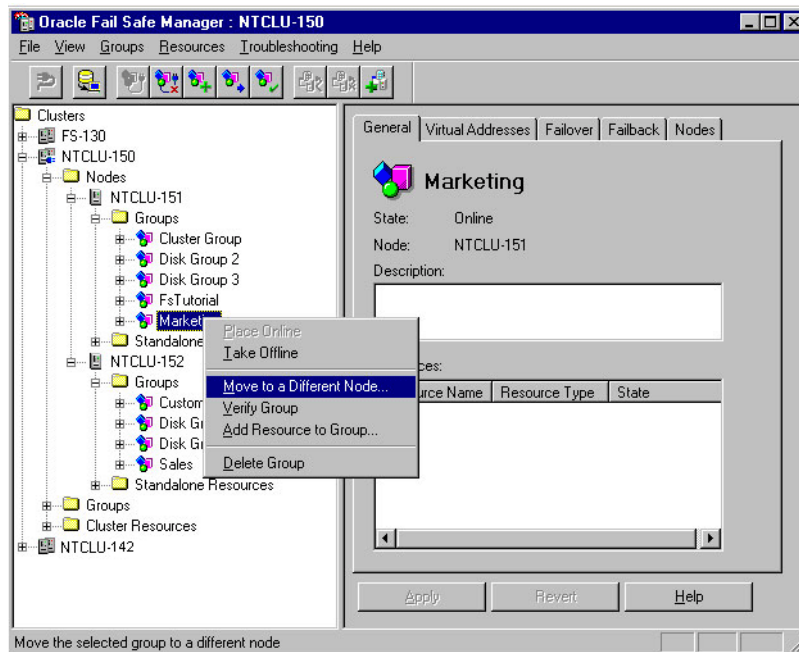 Oracle Fail Safe Manager : NTCLU-150
File View Groups Resources Troubleshooting Help
Clusters
FS-130
NTCLU-150
Nodes
NTCLU-151
Groups
Cluster Group
Disk Group 2
Disk Group 3
FsTutorial
Market
Standalone
NTCLU-152
Groups
Custom
Disk Gr
Disk Gr
Sales
Standalone Resources
Groups
Cluster Resources
NTCLU-142
Place Online
Take Offline
Move to a Different Node...
Verify Group
Add Resource to Group...
Delete Group
General Virtual Addresses Failover Failback Nodes
Marketing
State: Online
Node: NTCLU-151
Description:
ces:
urce Name Resource Type State
Apply Revert Help
Move the selected group to a different node